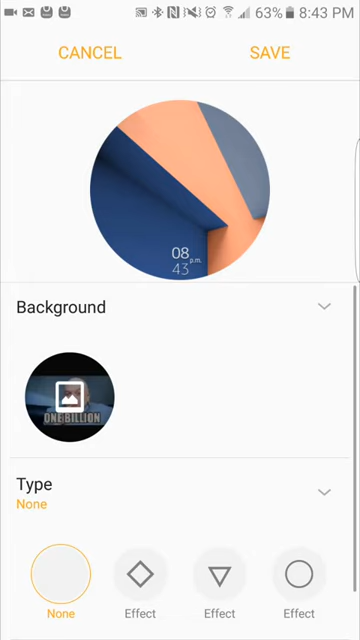 63% 8:43 PM
CANCEL SAVE
08 p.m.
43
Background
ONE BILLION
Type
None
None Effect Effect Effect